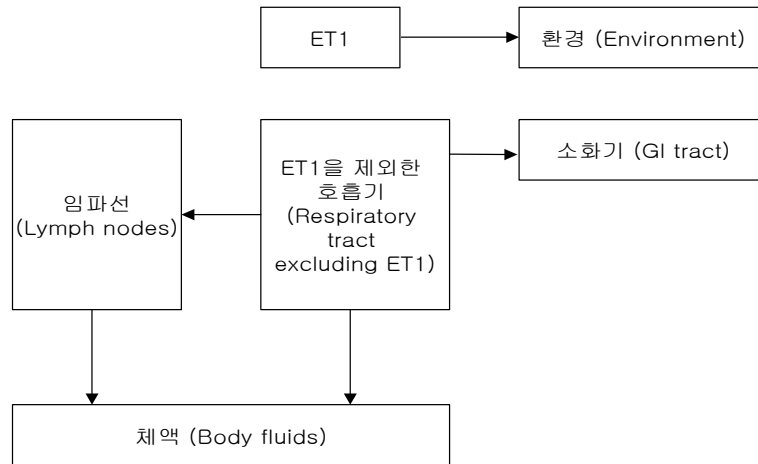 ET1
환경 (Environment)
임파선
(Lymph nodes)
ET1을 제외한
호흡기
(Respiratory
tract
excluding ET1)
소화기 (GI tract)
체액 (Body fluids)